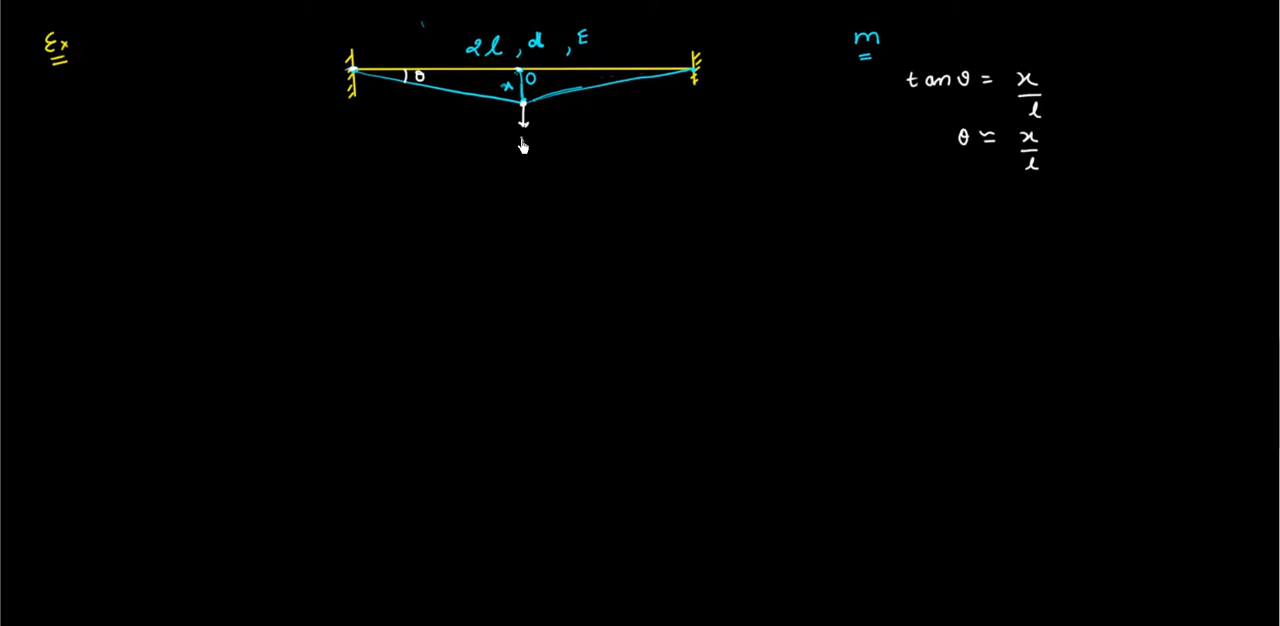 Ex
2l , d , E
θ
x
O
m
tan θ = x / l
θ ≃ x / l